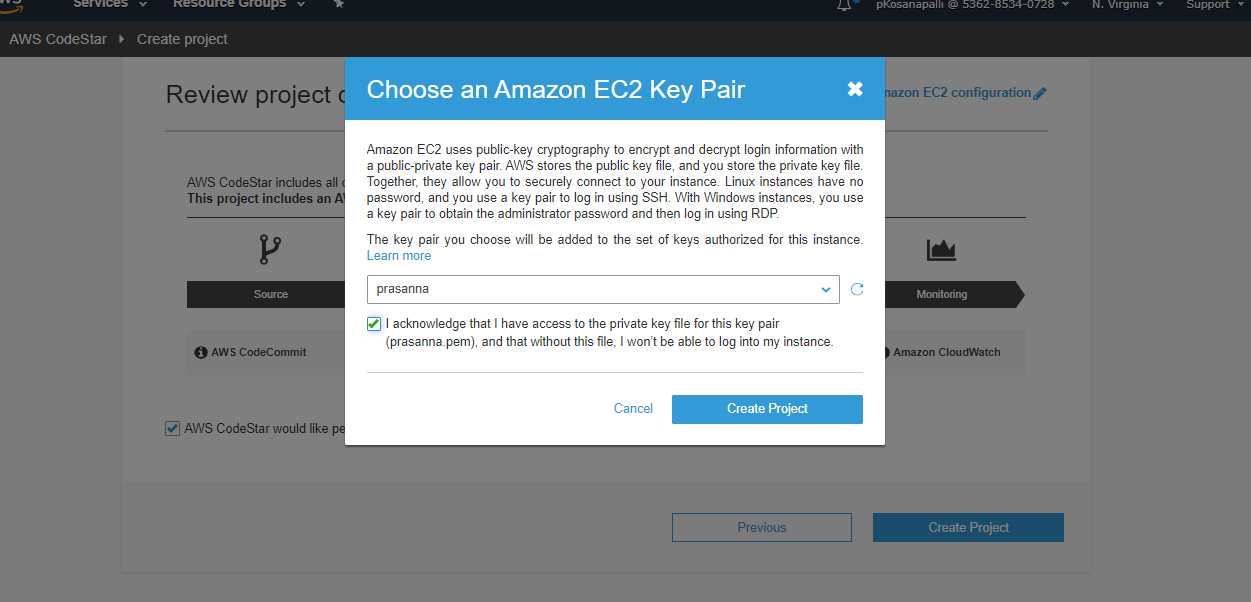 Services
Resource Groups
pKosanapalli @ 5362-8534-0728
N. Virginia
Support
AWS CodeStar
Create project
Review project
Choose an Amazon EC2 Key Pair
EC2 configuration
Amazon EC2 uses public-key cryptography to encrypt and decrypt login information with
a public-private key pair. AWS stores the public key file, and you store the private key file.
Together, they allow you to securely connect to your instance. Linux instances have no
password, and you use a key pair to log in using SSH. With Windows instances, you use
a key pair to obtain the administrator password and then log in using RDP.
AWS CodeStar includes all
This project includes an
The key pair you choose will be added to the set of keys authorized for this instance.
Learn more
prasanna
Source
Monitoring
I acknowledge that I have access to the private key file for this key pair
(prasanna.pem), and that without this file, I won't be able to log into my instance.
AWS CodeCommit
Amazon CloudWatch
Cancel
Create Project
AWS CodeStar would like
Previous
Create Project